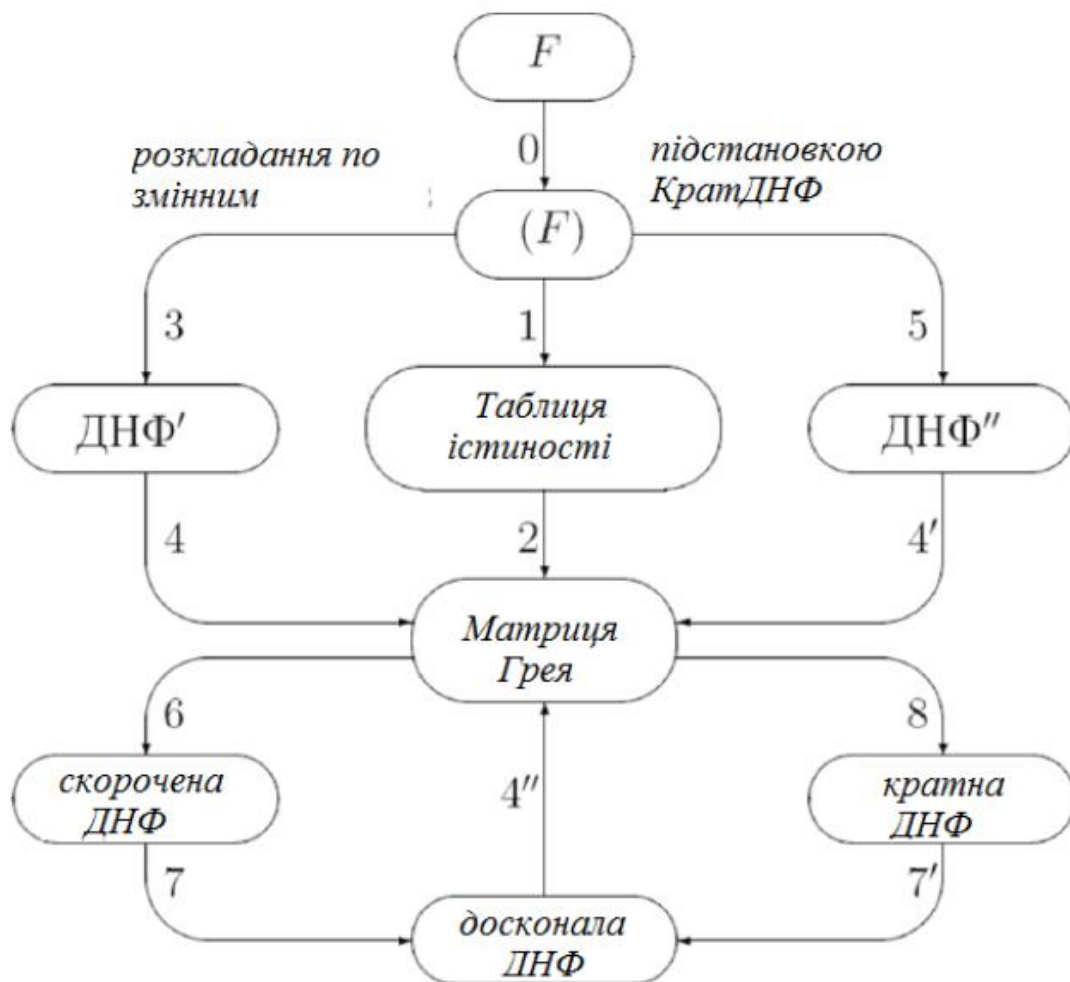 F
0
розкладання по
змінним
підстановкою
КратДНФ
(F)
3
1
5
ДНФ′
Таблиця
істиності
ДНФ″
4
2
4′
Матриця
Грея
6
8
скорочена
ДНФ
4″
кратна
ДНФ
7
7′
досконала
ДНФ